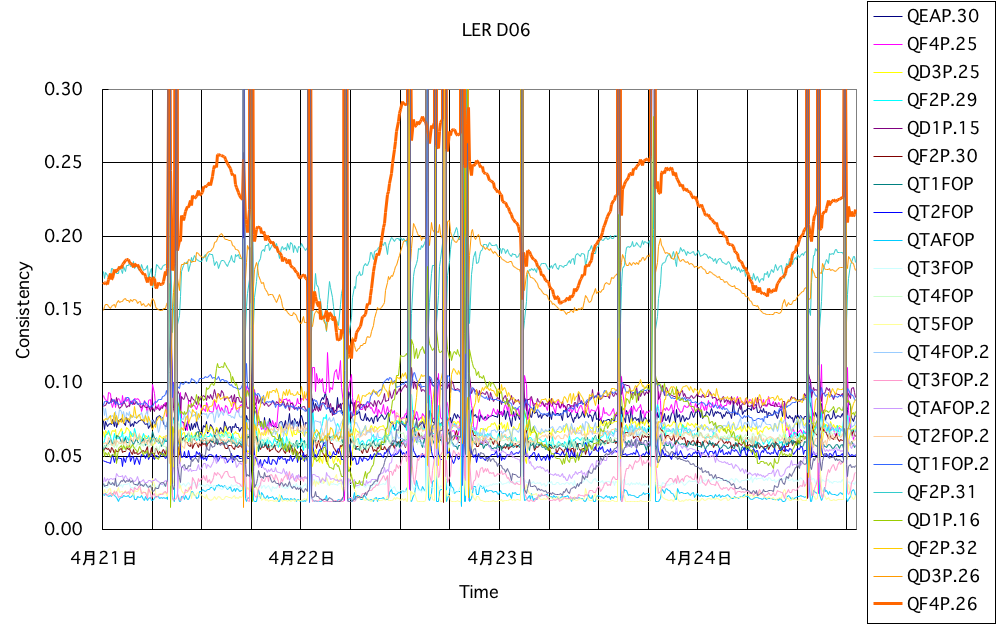 LER D06
0.30
0.25
0.20
0.15
0.10
0.05
0.00
Consistency
4月21日
4月22日
4月23日
4月24日
Time
QEAP.30
QF4P.25
QD3P.25
QF2P.29
QD1P.15
QF2P.30
QT1FOP
QT2FOP
QTAFOP
QT3FOP
QT4FOP
QT5FOP
QT4FOP.2
QT3FOP.2
QTAFOP.2
QT2FOP.2
QT1FOP.2
QF2P.31
QD1P.16
QF2P.32
QD3P.26
QF4P.26